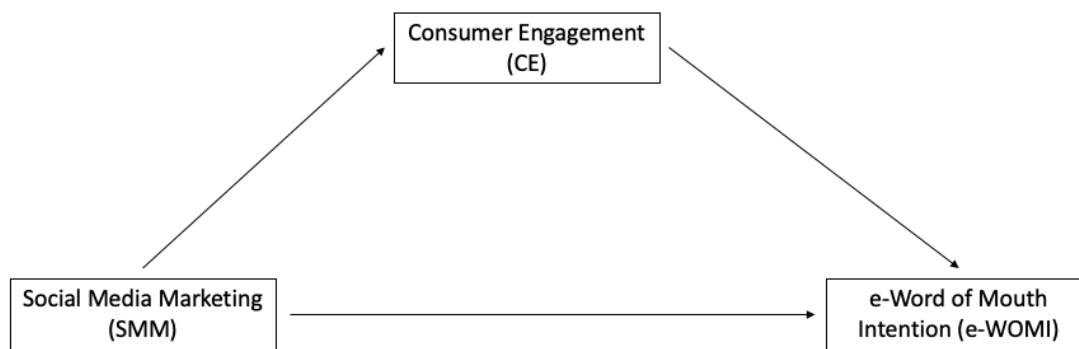 Consumer Engagement
(CE)
Social Media Marketing
(SMM)
e-Word of Mouth
Intention (e-WOMI)